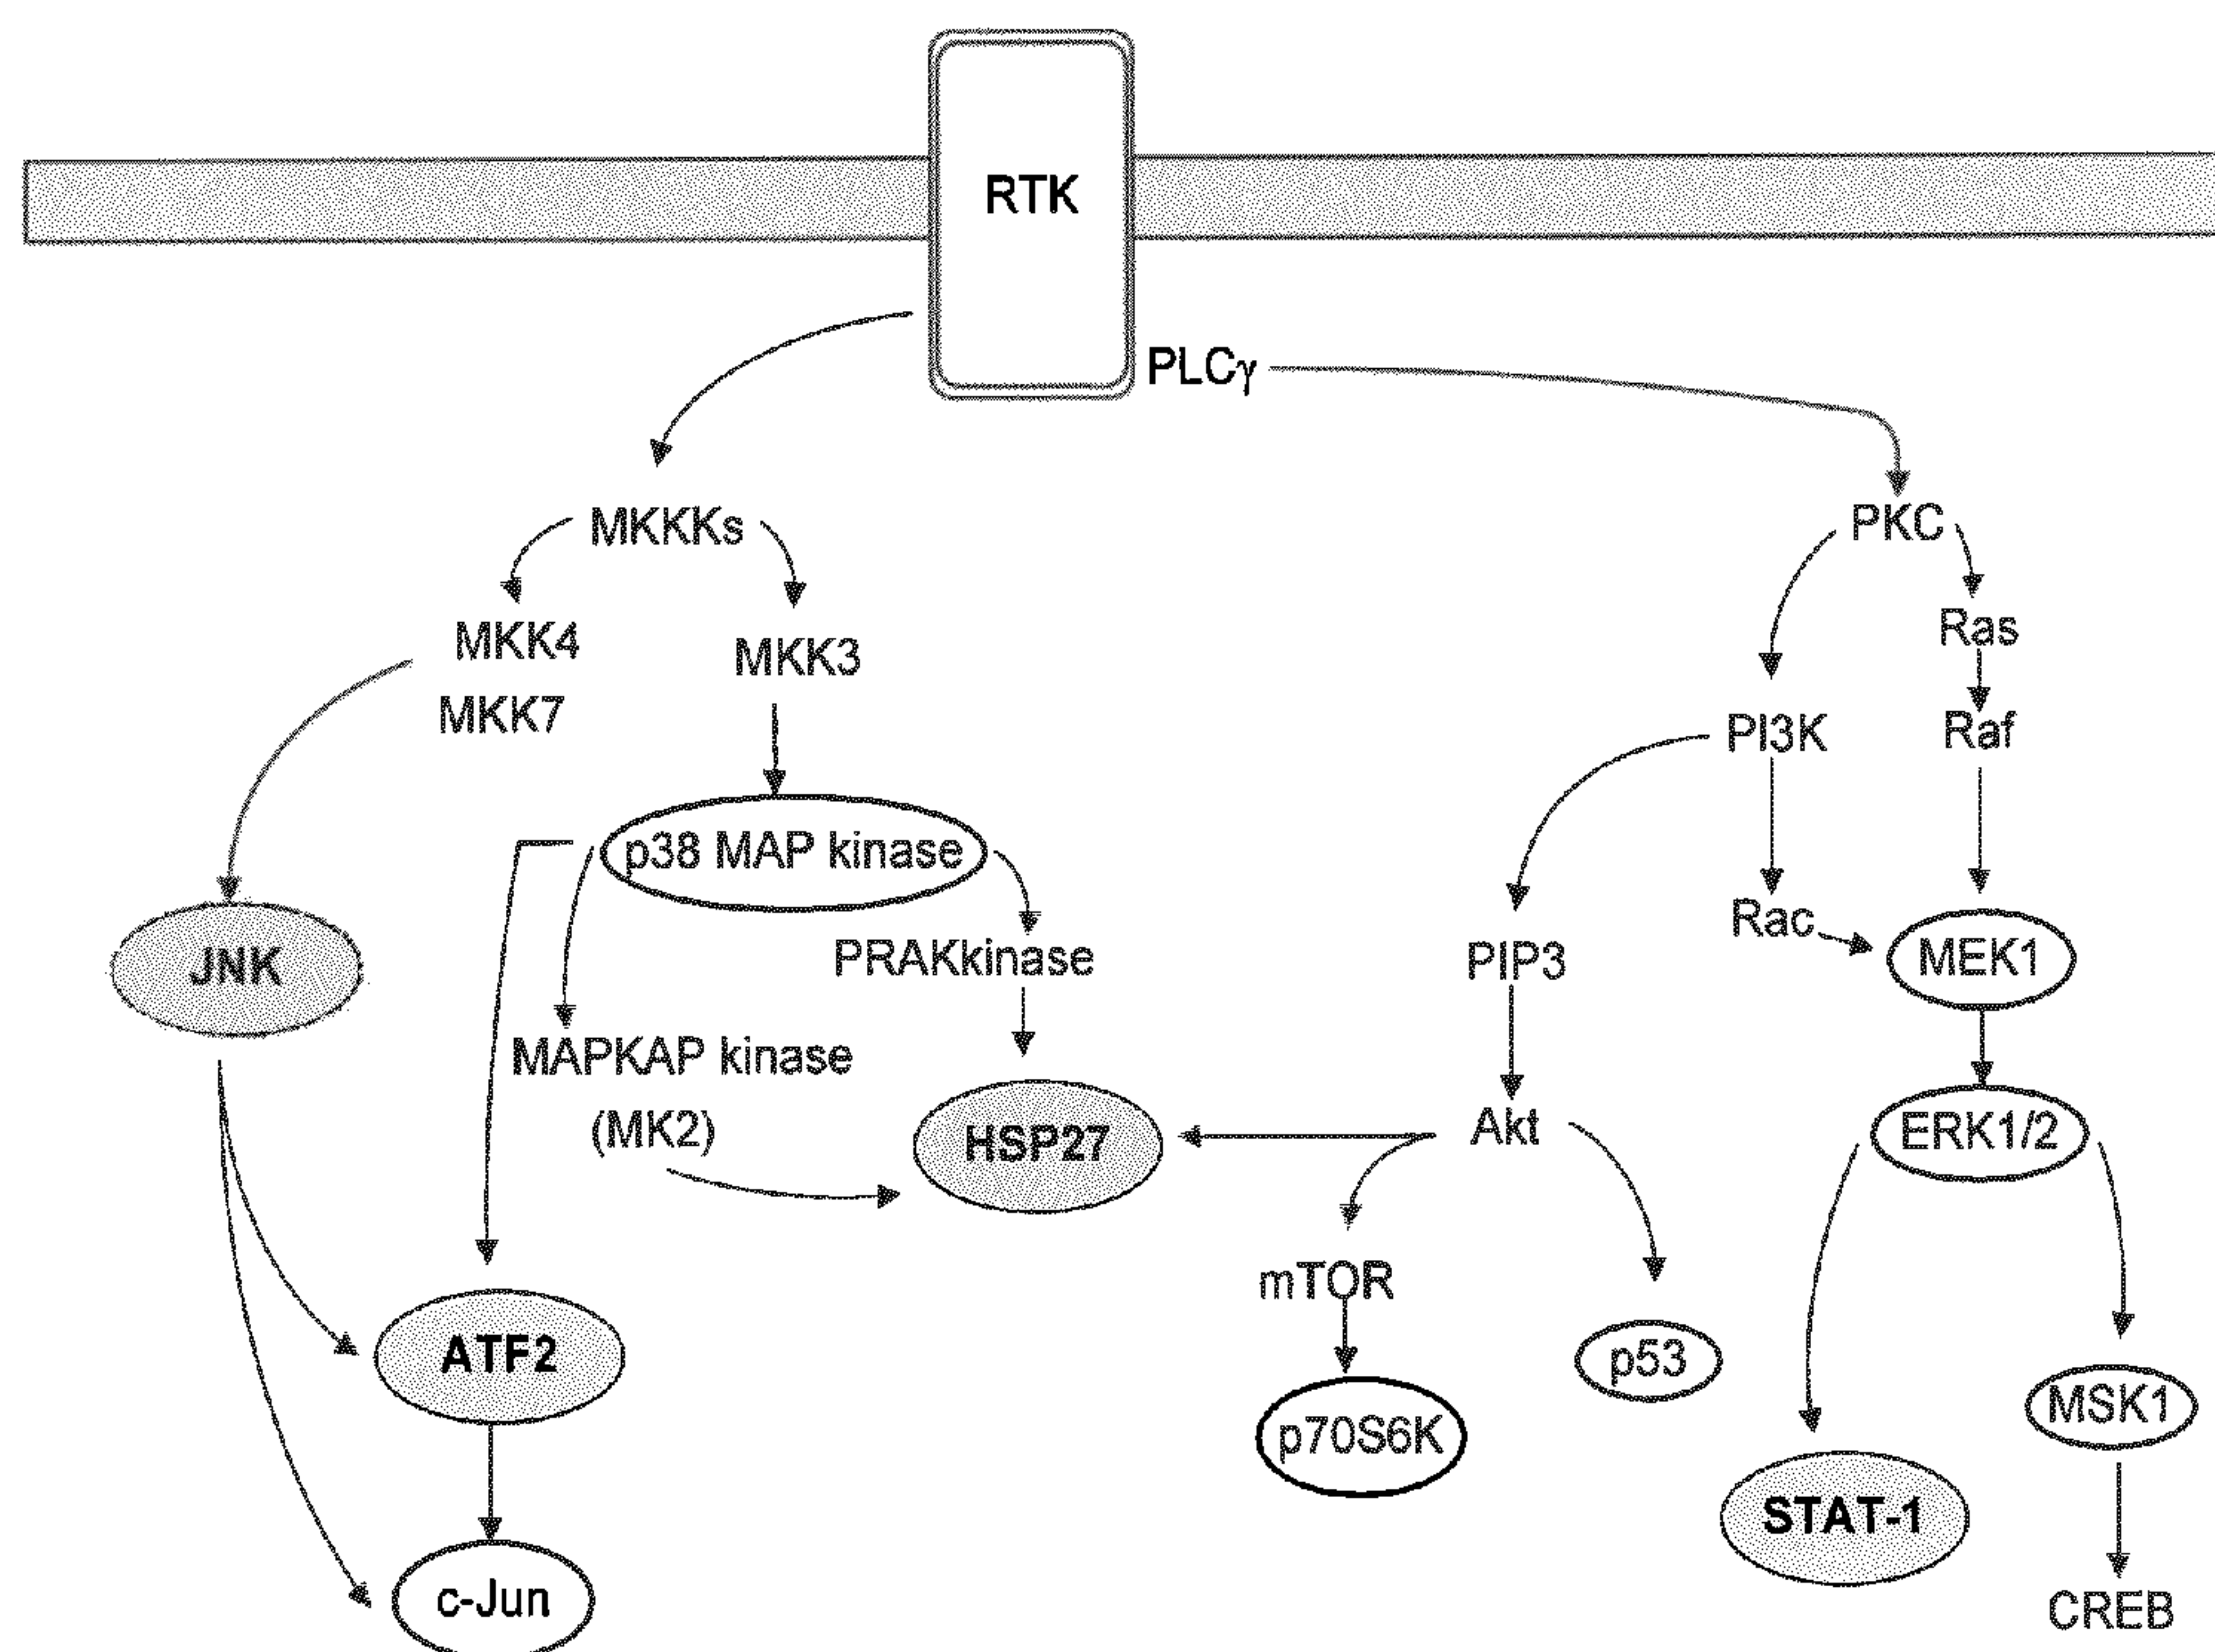 RTK
PLCγ
MKKKs
PKC
MKK4
MKK7
MKK3
Ras
PI3K
Raf
p38 MAP kinase
JNK
PRAKkinase
PIP3
Rac
MEK1
MAPKAP kinase
(MK2)
HSP27
Akt
ERK1/2
mTOR
ATF2
p53
p70S6K
MSK1
STAT-1
c-Jun
CREB